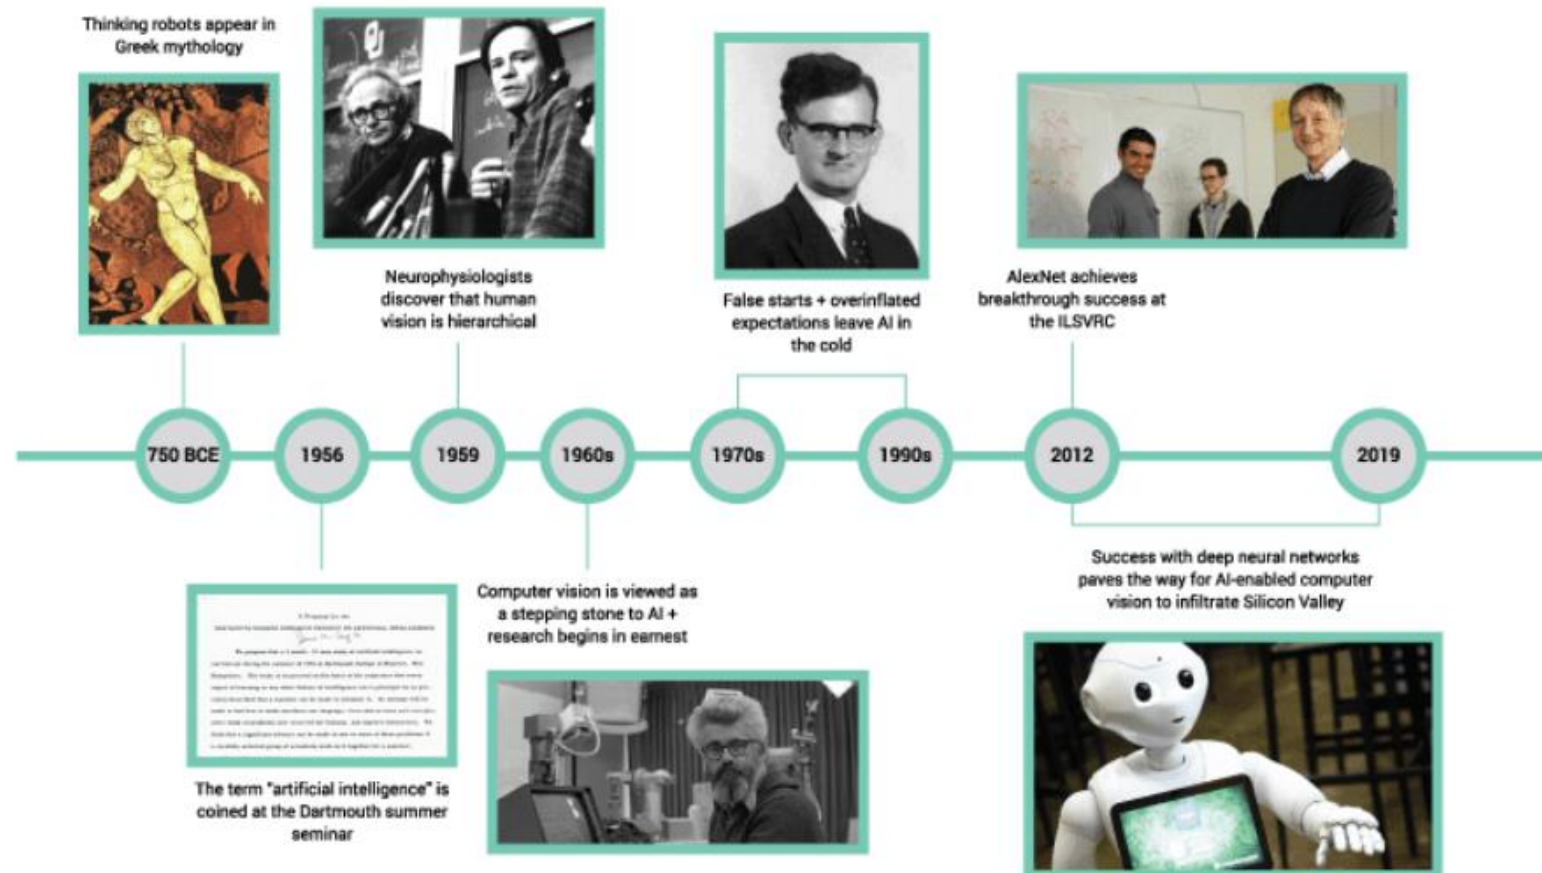 Thinking robots appear in
Greek mythology
Neurophysiologists
discover that human
vision is hierarchical
False starts + overinflated
expectations leave AI in
the cold
AlexNet achieves
breakthrough success at
the ILSVRC
750 BCE
1956
1959
1960s
1970s
1990s
2012
2019
The term "artificial intelligence" is
coined at the Dartmouth summer
seminar
Computer vision is viewed as
a stepping stone to AI +
research begins in earnest
Success with deep neural networks
paves the way for AI-enabled computer
vision to infiltrate Silicon Valley